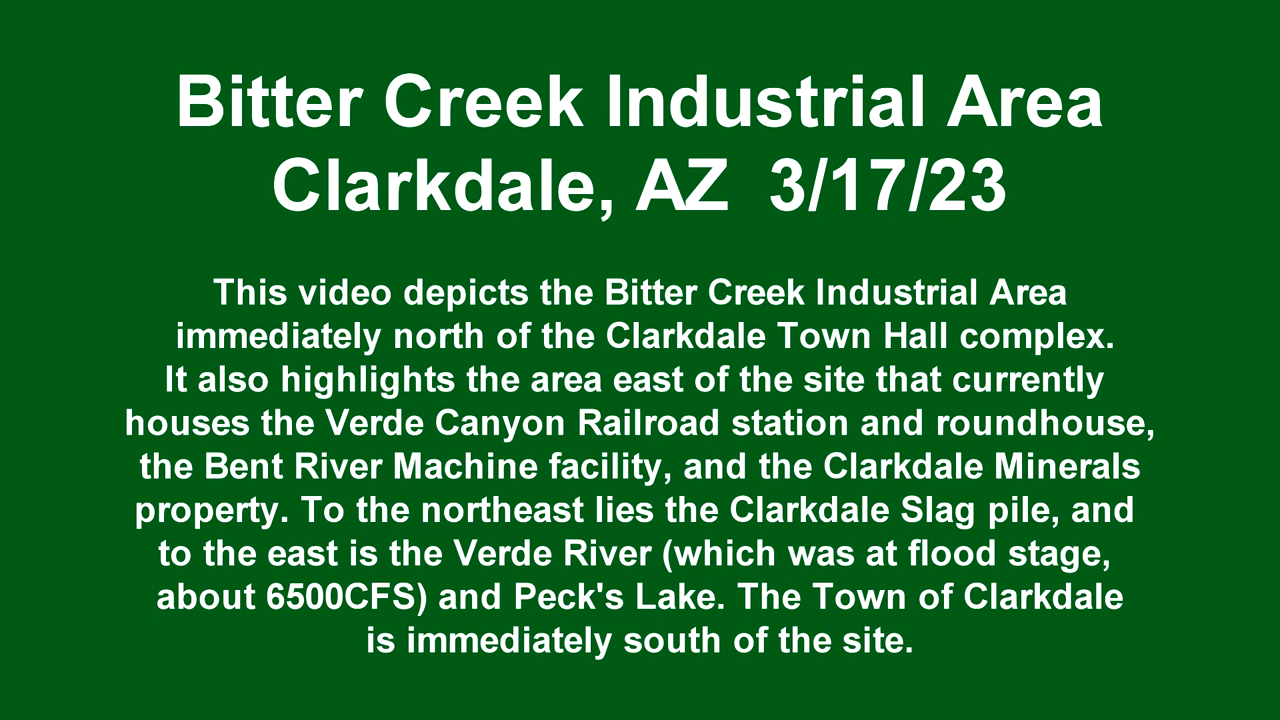 Bitter Creek Industrial Area
Clarkdale, AZ  3/17/23
This video depicts the Bitter Creek Industrial Area
immediately north of the Clarkdale Town Hall complex.
It also highlights the area east of the site that currently
houses the Verde Canyon Railroad station and roundhouse,
the Bent River Machine facility, and the Clarkdale Minerals
property. To the northeast lies the Clarkdale Slag pile, and
to the east is the Verde River (which was at flood stage,
about 6500CFS) and Peck's Lake. The Town of Clarkdale
is immediately south of the site.